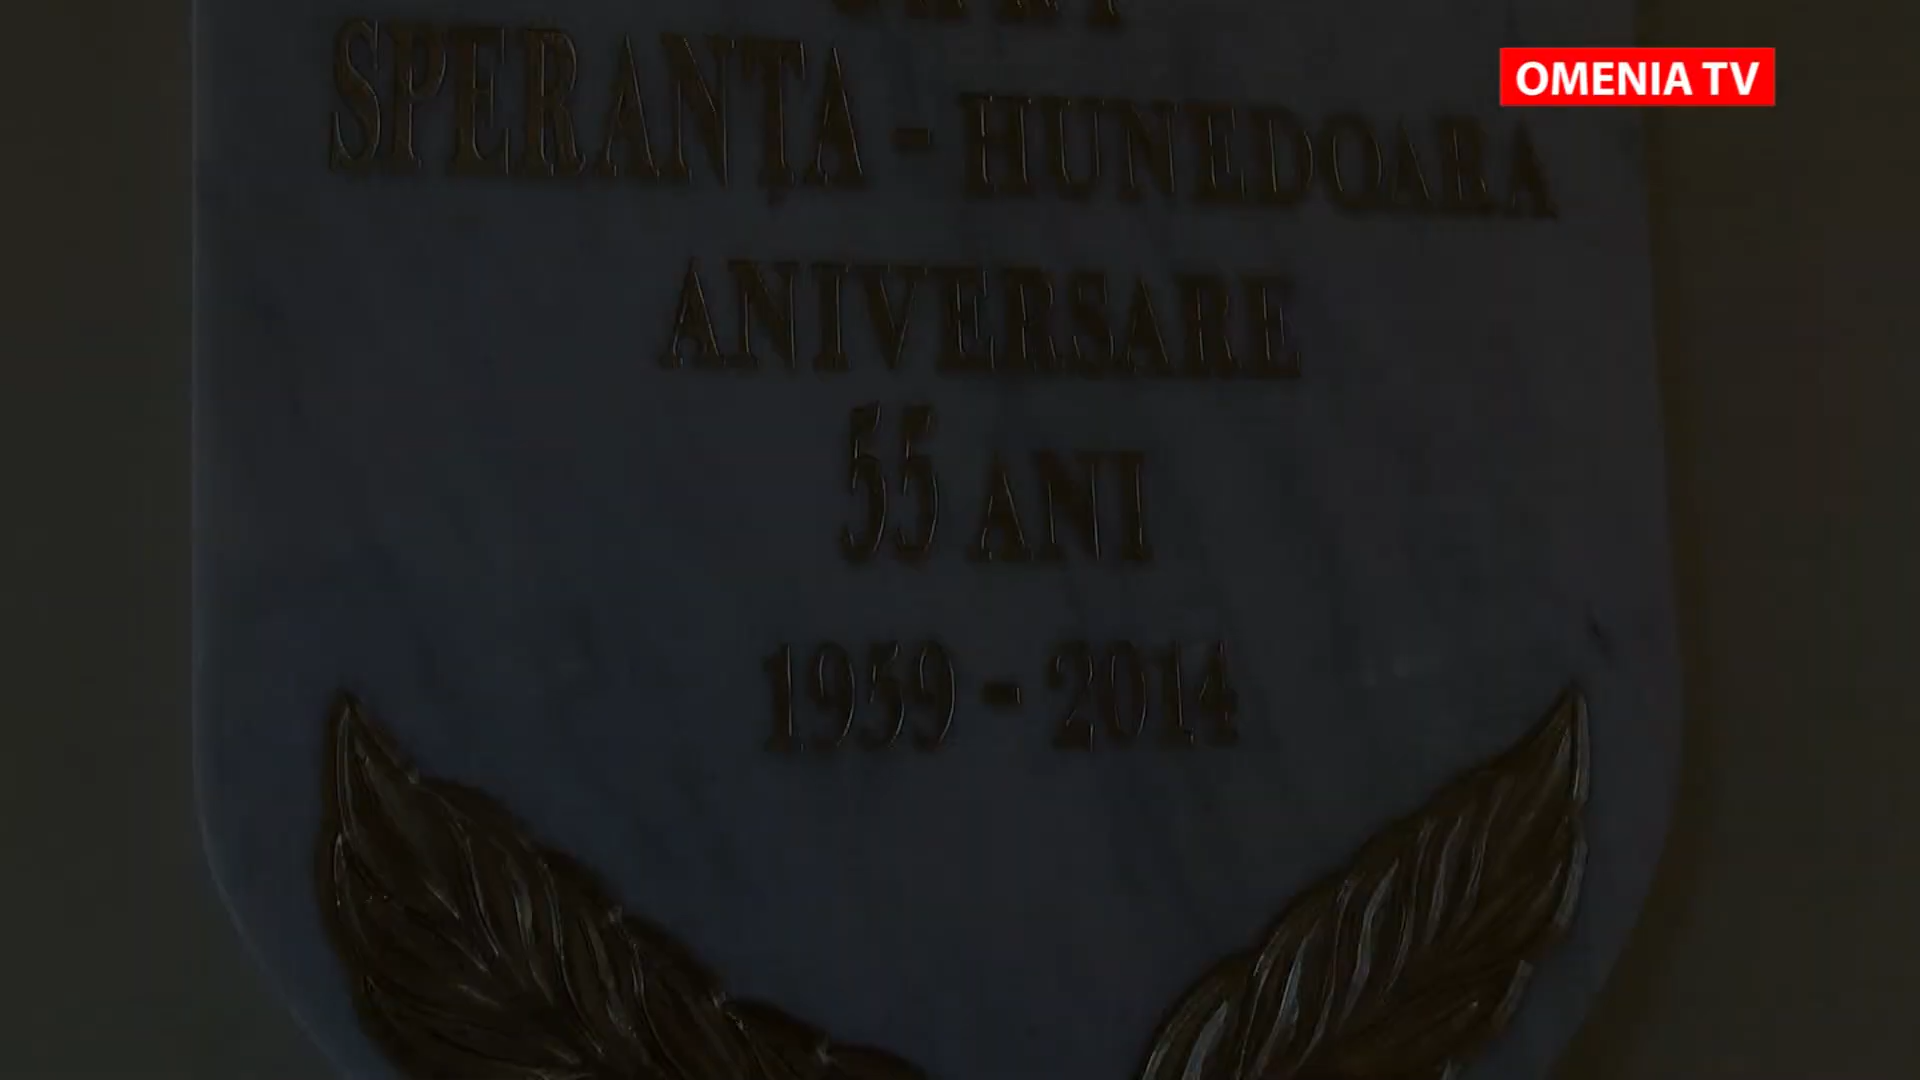 OMENIA TV
SPERANȚA - HUNEDOARA
ANIVERSARE
55 ANI
1959 - 2014